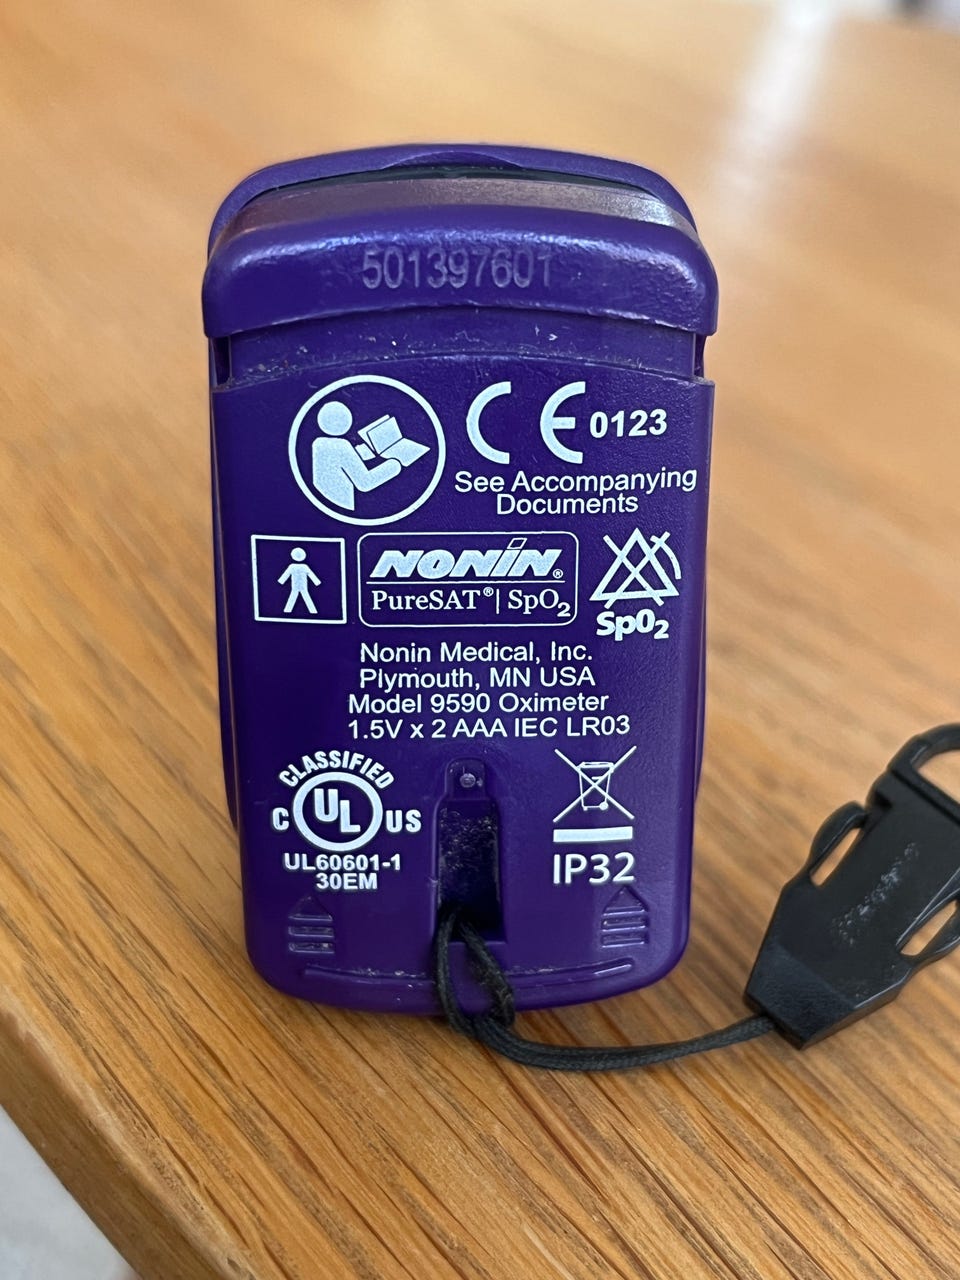 501397601
CE 0123
See Accompanying
Documents
NONIN®
PureSAT® | SpO₂
SpO₂
Nonin Medical, Inc.
Plymouth, MN USA
Model 9590 Oximeter
1.5V x 2 AAA IEC LR03
CLASSIFIED
C UL US
UL60601-1
30EM
IP32